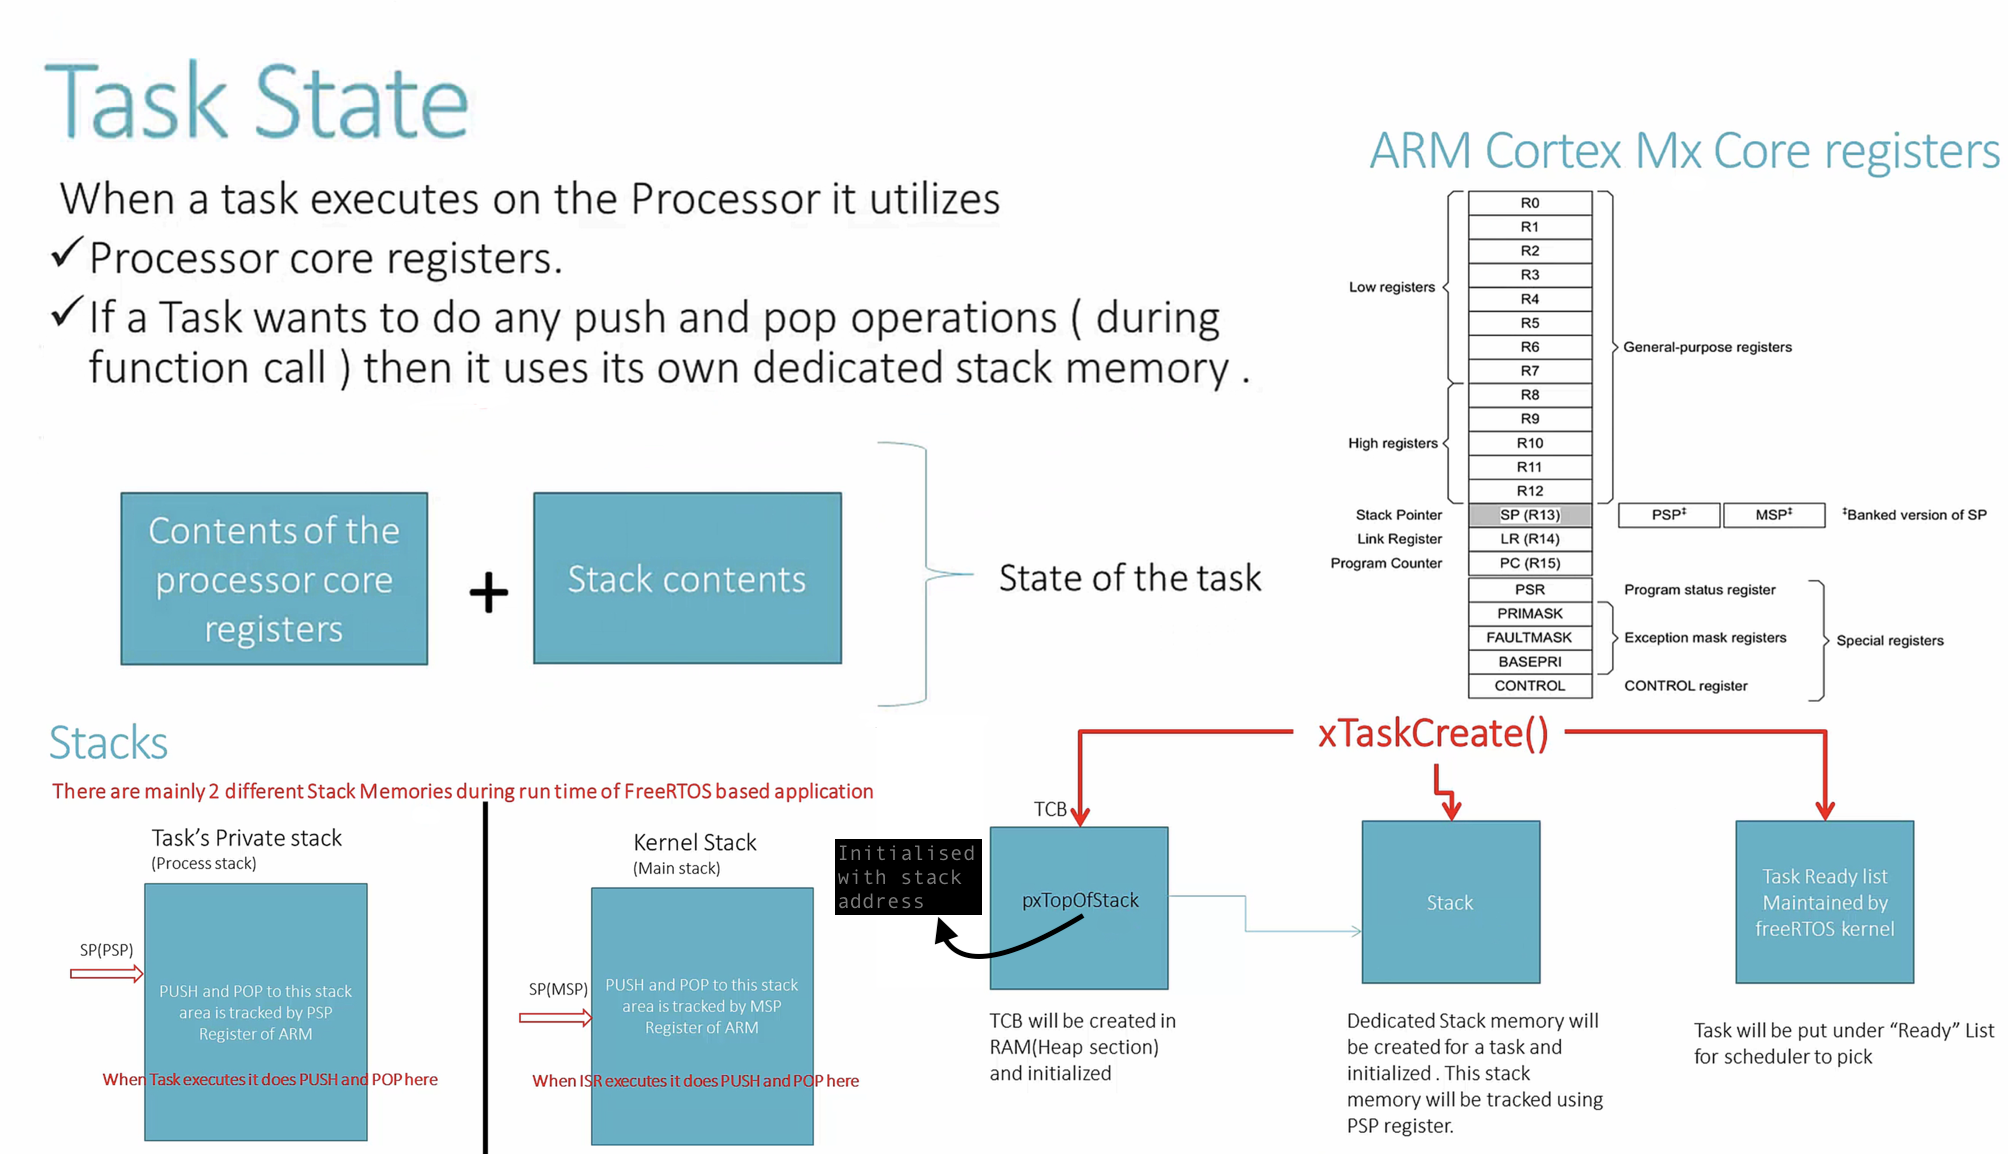 Task State
When a task executes on the Processor it utilizes
✓Processor core registers.
✓If a Task wants to do any push and pop operations ( during
function call ) then it uses its own dedicated stack memory .
Contents of the
processor core
registers
+
Stack contents
State of the task
ARM Cortex Mx Core registers
R0
R1
R2
R3
R4
R5
R6
R7
R8
R9
R10
R11
R12
Low registers
High registers
General-purpose registers
Stack Pointer SP (R13) PSP‡ MSP‡ ‡Banked version of SP
Link Register LR (R14)
Program Counter PC (R15)
PSR Program status register
PRIMASK
FAULTMASK Exception mask registers
BASEPRI
CONTROL CONTROL register
Special registers
Stacks
There are mainly 2 different Stack Memories during run time of FreeRTOS based application
Task's Private stack
(Process stack)
SP(PSP)
PUSH and POP to this stack
area is tracked by PSP
Register of ARM
When Task executes it does PUSH and POP here
Kernel Stack
(Main stack)
SP(MSP)
PUSH and POP to this stack
area is tracked by MSP
Register of ARM
When ISR executes it does PUSH and POP here
xTaskCreate()
TCB
Initialised
with stack
address
pxTopOfStack
TCB will be created in
RAM(Heap section)
and initialized
Stack
Dedicated Stack memory will
be created for a task and
initialized . This stack
memory will be tracked using
PSP register.
Task Ready list
Maintained by
freeRTOS kernel
Task will be put under “Ready” List
for scheduler to pick